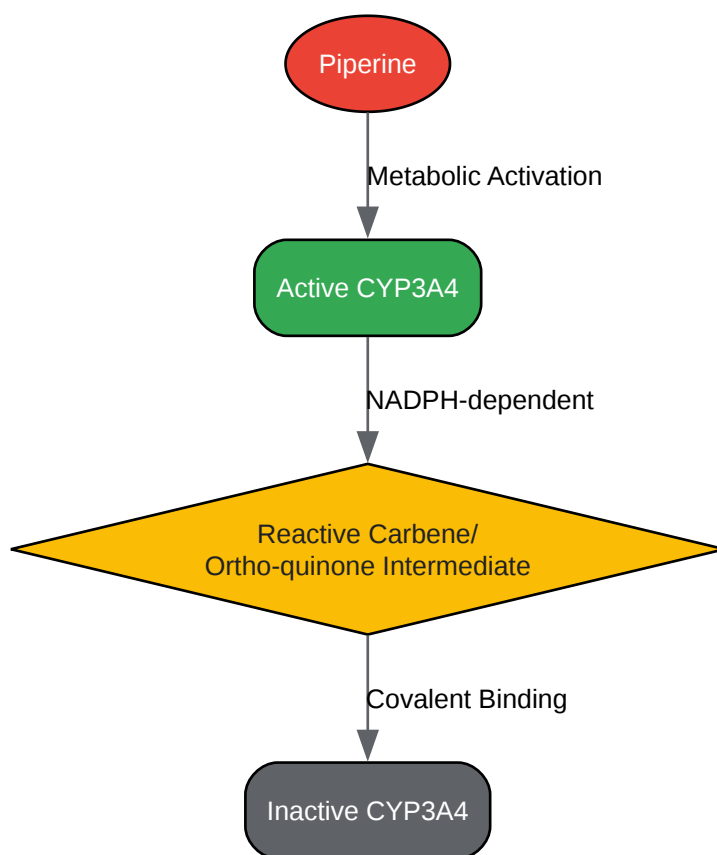 Piperine
Metabolic Activation
Active CYP3A4
NADPH-dependent
Reactive Carbene/
Ortho-quinone Intermediate
Covalent Binding
Inactive CYP3A4